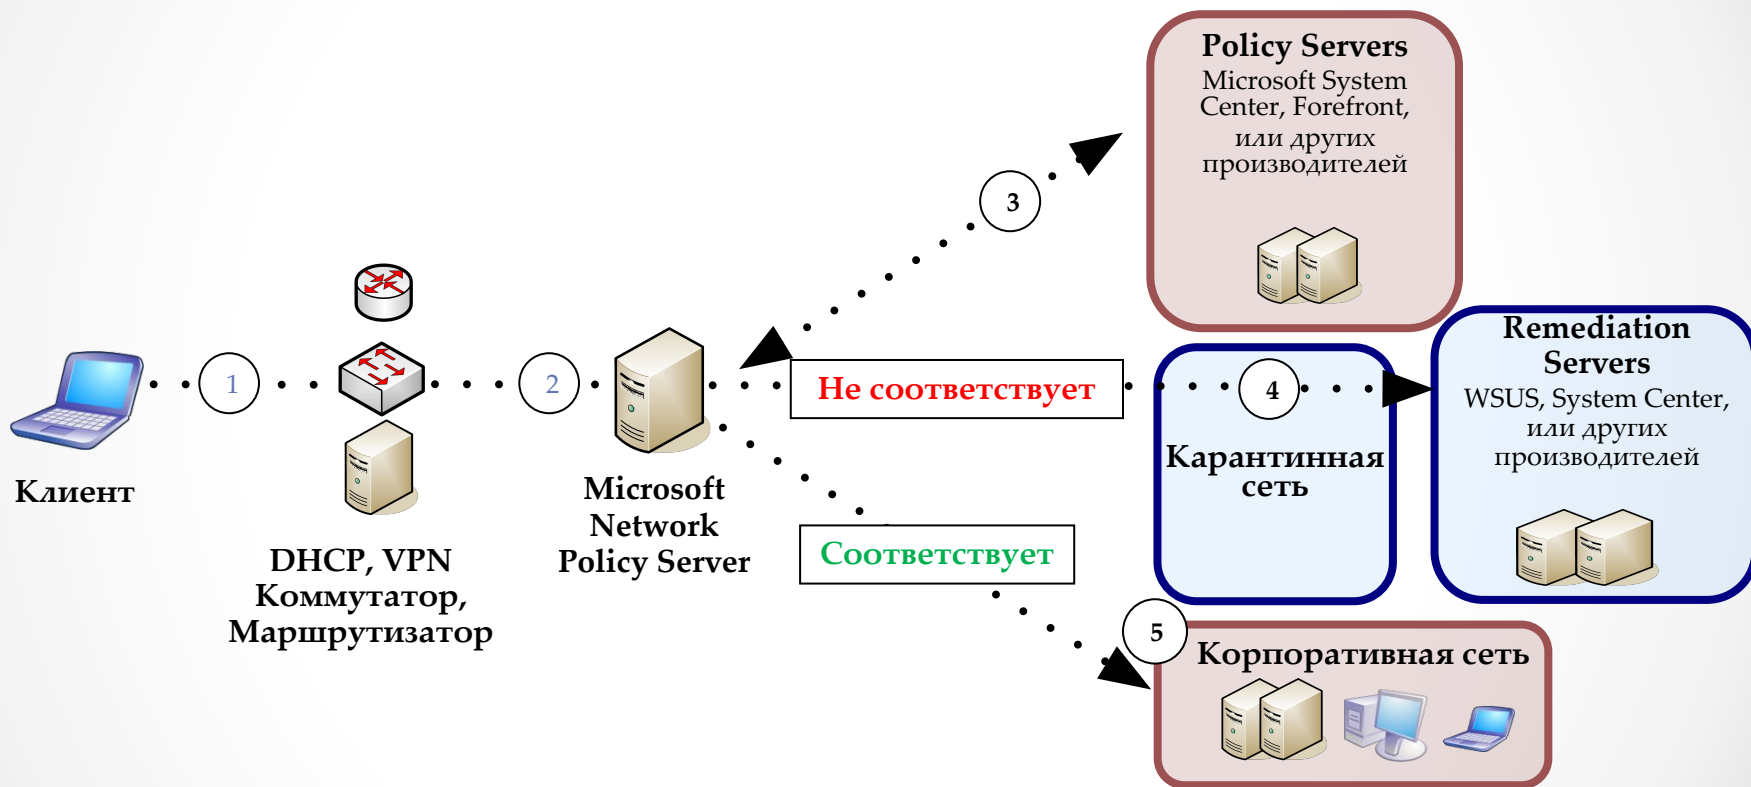 Policy Servers
Microsoft System
Center, Forefront,
или других
производителей
3
Remediation
Servers
WSUS, System Center,
или других
производителей
1
2
Не соответствует
4
Карантинная
сеть
Клиент
Microsoft
Network
Policy Server
DHCP, VPN
Коммутатор,
Маршрутизатор
Соответствует
5
Корпоративная сеть